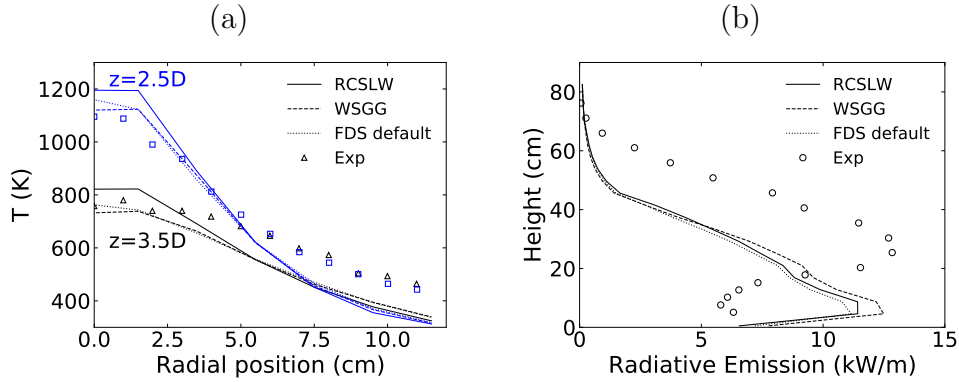 (a)
1200
1000
800
600
400
T (K)
z=2.5D
z=3.5D
RCSLW
WSGG
FDS default
Exp
0.0 2.5 5.0 7.5 10.0
Radial position (cm)
(b)
80
60
40
20
0
Height (cm)
RCSLW
WSGG
FDS default
Exp
0 5 10 15
Radiative Emission (kW/m)